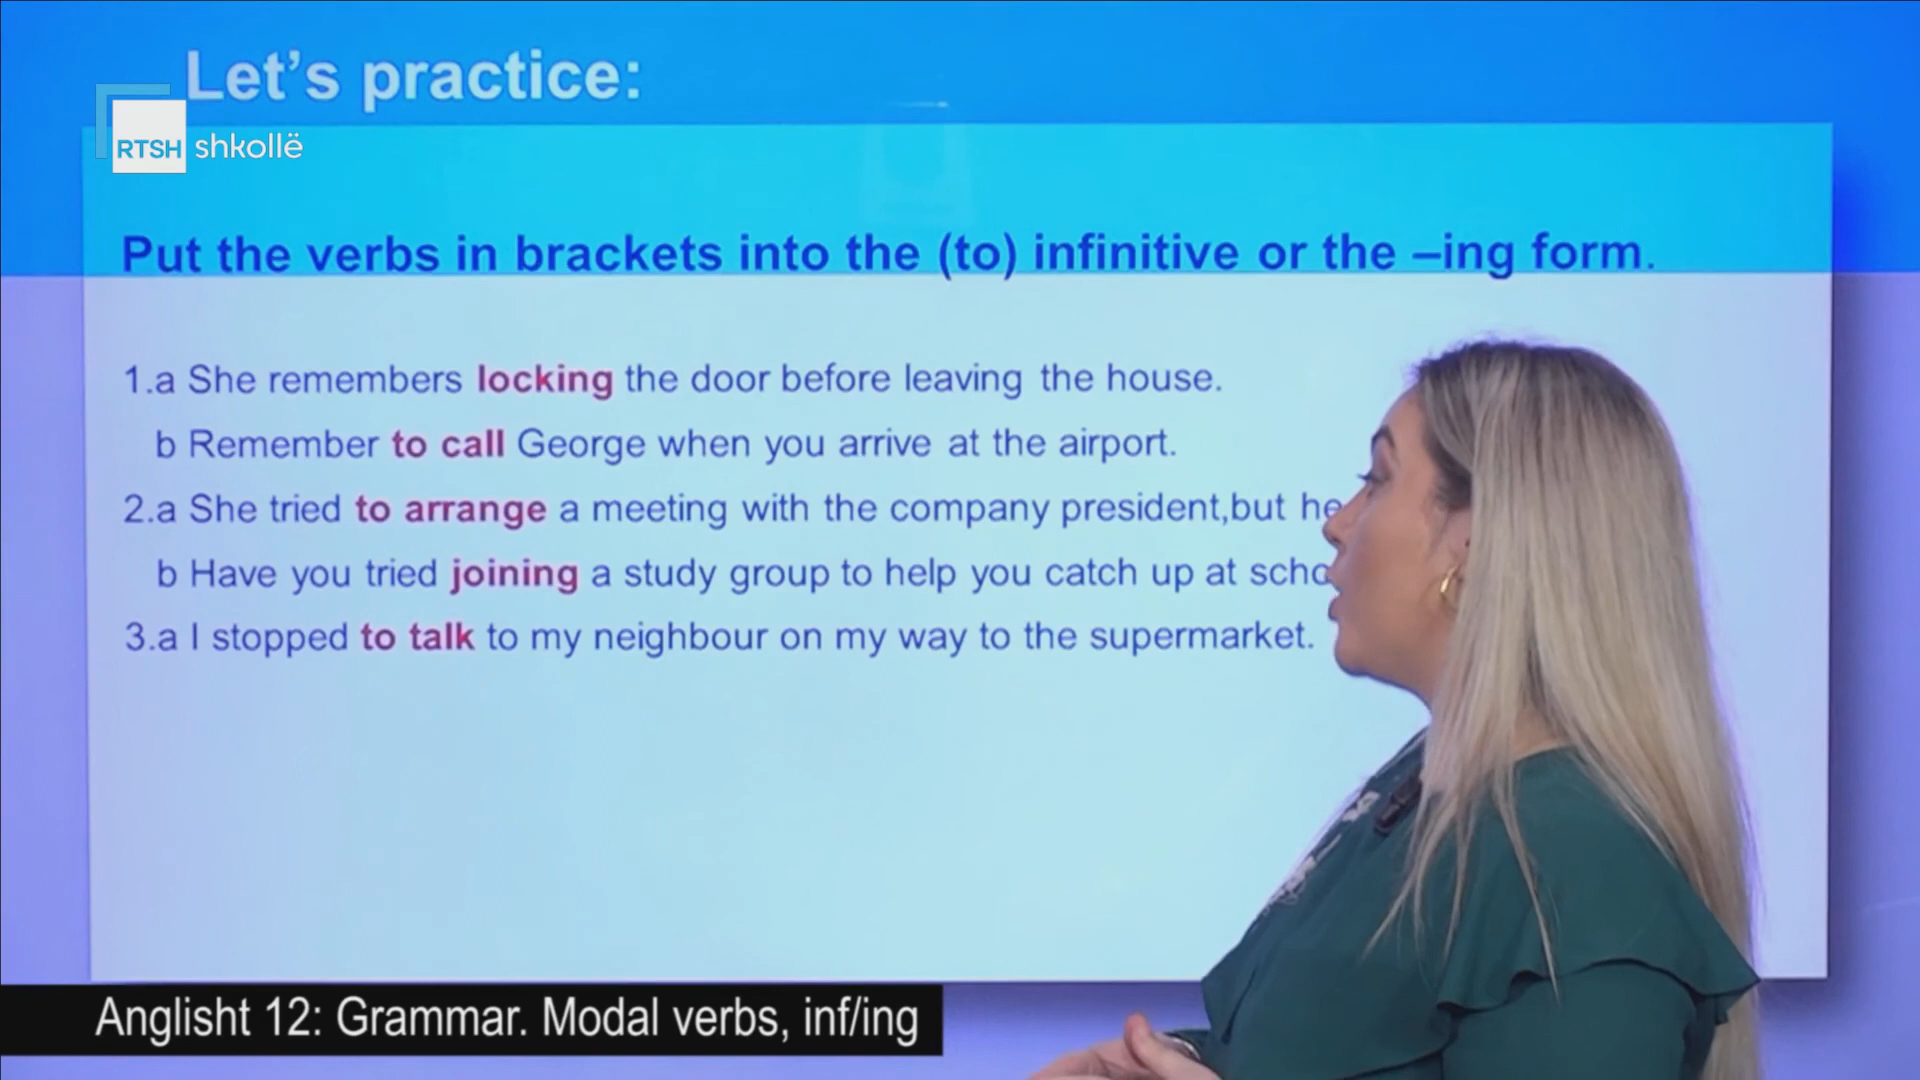 Let's practice:
RTSH shkollë
Put the verbs in brackets into the (to) infinitive or the –ing form.
1.a She remembers locking the door before leaving the house.
b Remember to call George when you arrive at the airport.
2.a She tried to arrange a meeting with the company president,but he
b Have you tried joining a study group to help you catch up at
3.a I stopped to talk to my neighbour on my way to the supermarket.
Anglisht 12: Grammar. Modal verbs, inf/ing